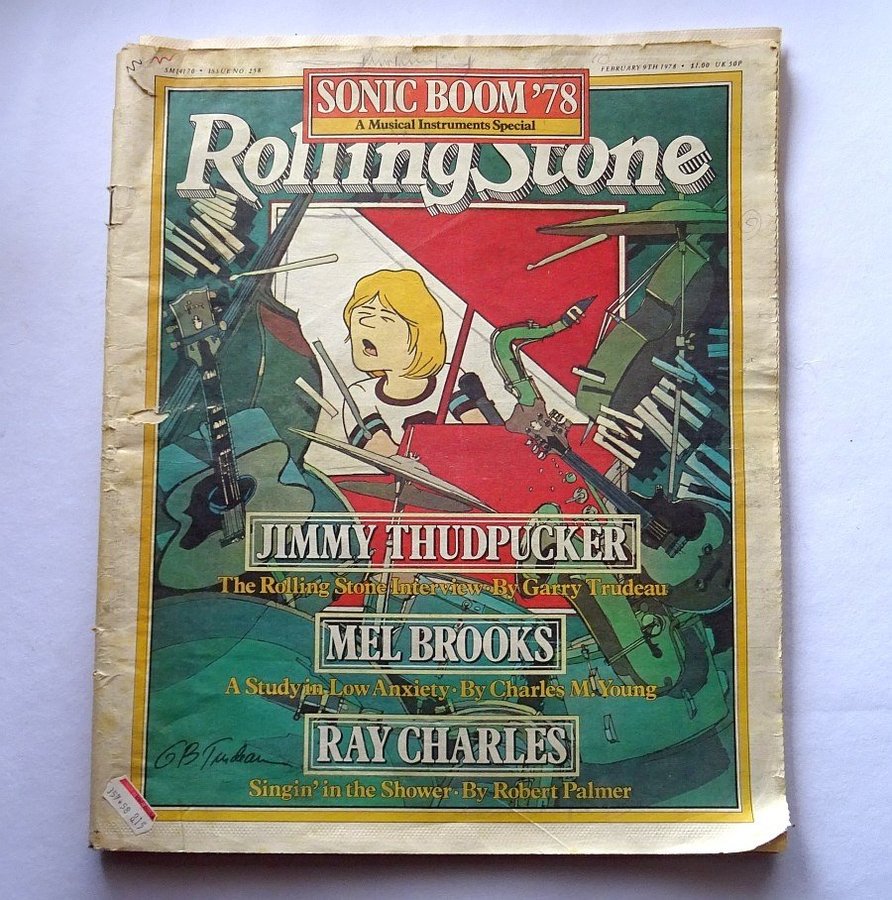 SM14170 • ISSUE NO. 258
FEBRUARY 9TH 1978 • $1.00 UK 50P
SONIC BOOM '78
A Musical Instruments Special
RollingStone
JIMMY THUDPUCKER
The Rolling Stone Interview • By Garry Trudeau
MEL BROOKS
A Study in Low Anxiety • By Charles M. Young
RAY CHARLES
Singin' in the Shower • By Robert Palmer
GB Trudeau